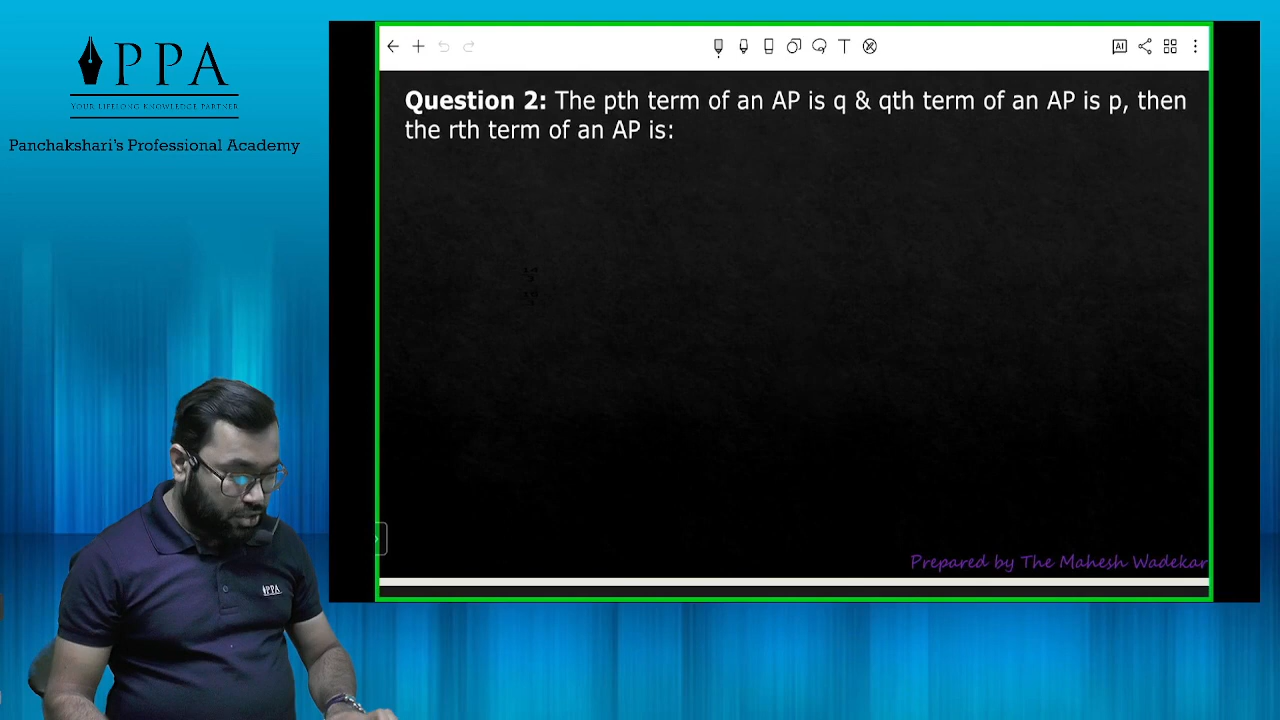 PPA
YOUR LIFELONG KNOWLEDGE PARTNER
Panchakshari's Professional Academy
AI
Question 2: The pth term of an AP is q & qth term of an AP is p, then
the rth term of an AP is:
PPA
Prepared by The Mahesh Wadekar